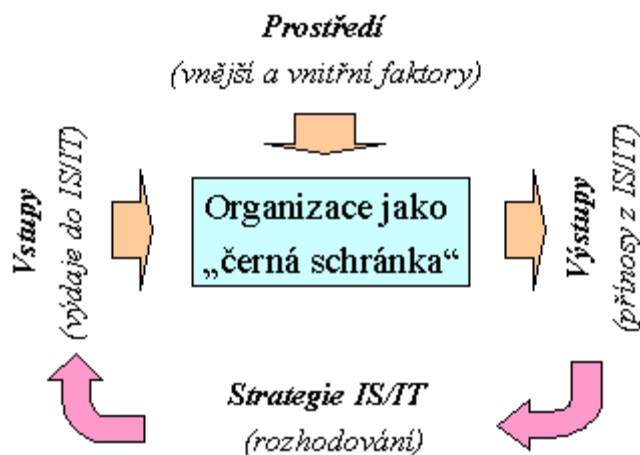 Prostředí
(vnější a vnitřní faktory)
Vstupy
(výdaje do IS/IT)
Organizace jako
„černá schránka“
Výstupy
(přínosy z IS/IT)
Strategie IS/IT
(rozhodování)